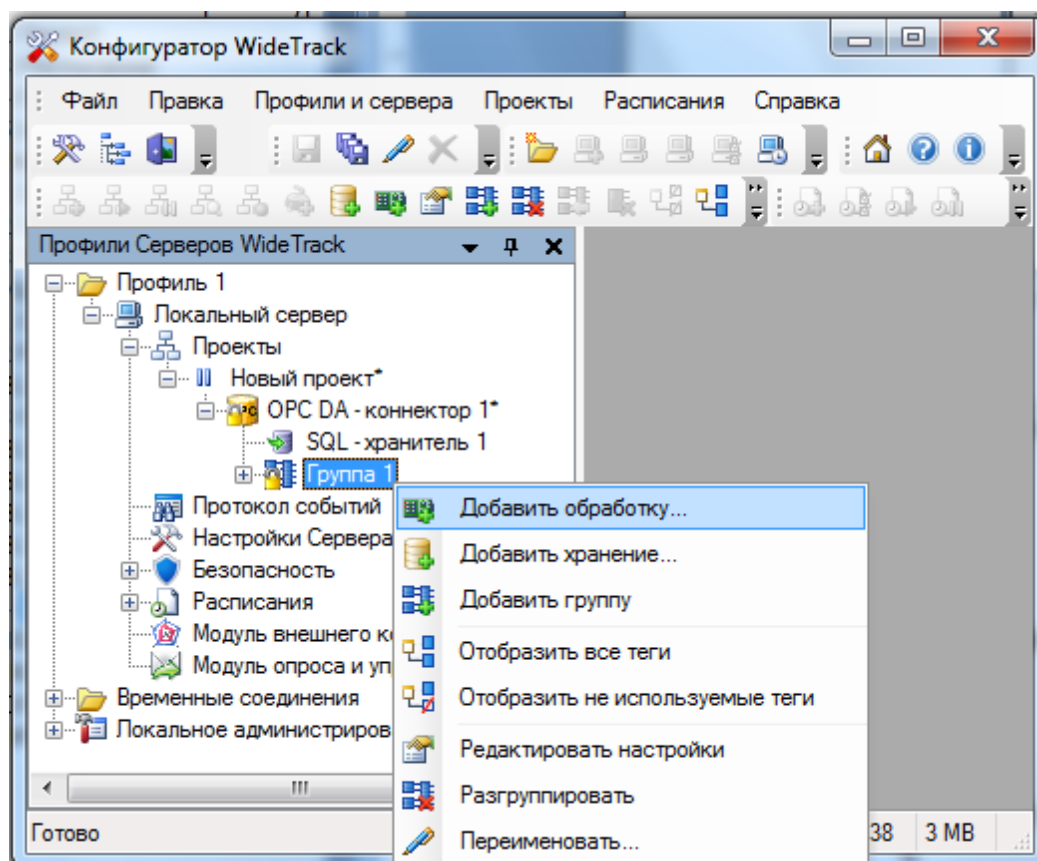 Конфигуратор WideTrack
Файл Правка Профили и сервера Проекты Расписания Справка
Профили Серверов WideTrack
Профиль 1
Локальный сервер
Проекты
Новый проект*
OPC DA - коннектор 1*
SQL - хранитель 1
Группа 1
Протокол событий
Настройки Сервера
Безопасность
Расписания
Модуль внешнего к
Модуль опроса и уп
Временные соединения
Локальное администриров
Добавить обработку...
Добавить хранение...
Добавить группу
Отобразить все теги
Отобразить не используемые теги
Редактировать настройки
Разгруппировать
Переименовать...
Готово
38 3 MB